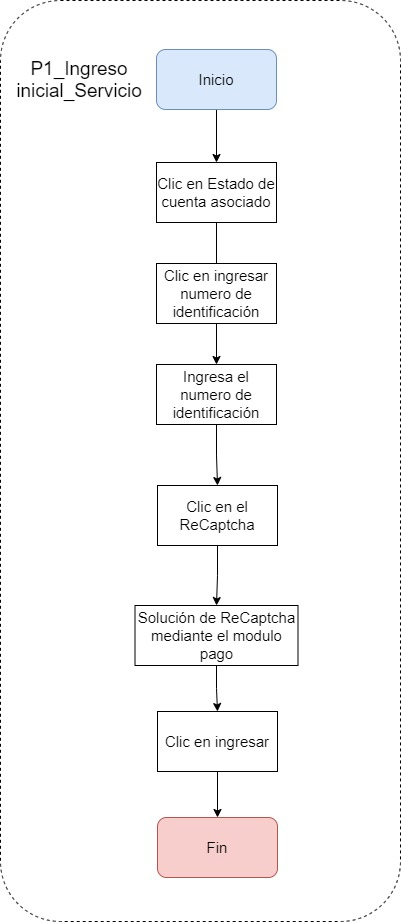 P1_Ingreso
inicial_Servicio
Inicio
Clic en Estado de
cuenta asociado
Clic en ingresar
numero de
identificación
Ingresa el
numero de
identificación
Clic en el
ReCaptcha
Solución de ReCaptcha
mediante el modulo
pago
Clic en ingresar
Fin